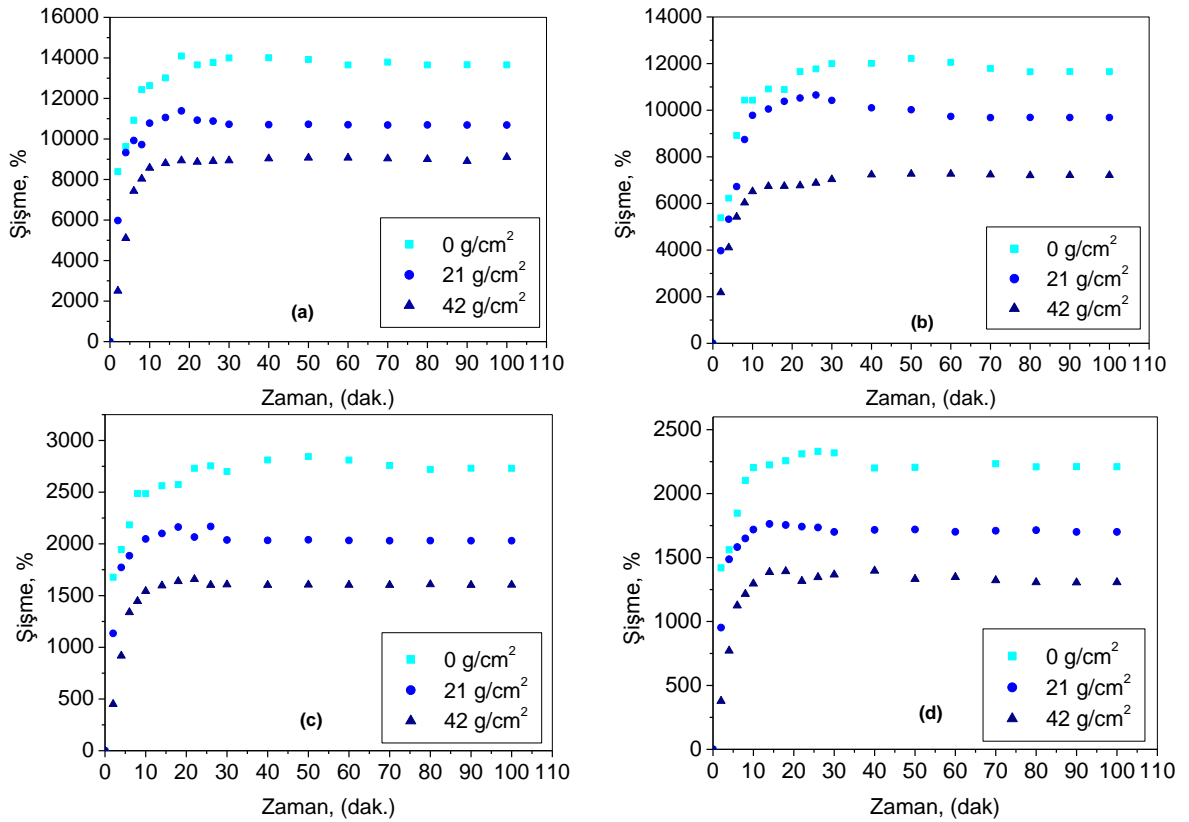 16000
14000
12000
10000
8000
6000
4000
2000
0
Şişme, %
0 g/cm²
21 g/cm²
42 g/cm²
(a)
0 10 20 30 40 50 60 70 80 90 100 110
Zaman, (dak.)
14000
12000
10000
8000
6000
4000
2000
0
Şişme, %
0 g/cm²
21 g/cm²
42 g/cm²
(b)
0 10 20 30 40 50 60 70 80 90 100 110
Zaman, (dak.)
3000
2500
2000
1500
1000
500
0
Şişme, %
0 g/cm²
21 g/cm²
42 g/cm²
(c)
0 10 20 30 40 50 60 70 80 90 100 110
Zaman, (dak.)
2500
2000
1500
1000
500
0
Şişme, %
0 g/cm²
21 g/cm²
42 g/cm²
(d)
0 10 20 30 40 50 60 70 80 90 100 110
Zaman, (dak)